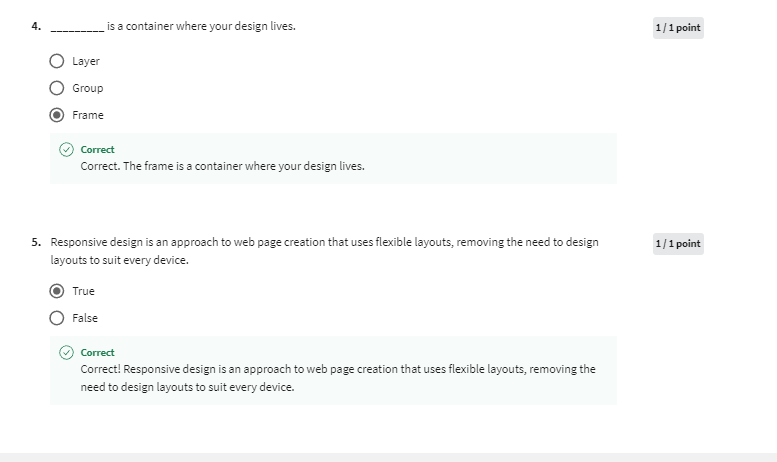 4. _________ is a container where your design lives.
1 / 1 point
Layer
Group
Frame
Correct
Correct. The frame is a container where your design lives.
5. Responsive design is an approach to web page creation that uses flexible layouts, removing the need to design
layouts to suit every device.
1 / 1 point
True
False
Correct
Correct! Responsive design is an approach to web page creation that uses flexible layouts, removing the
need to design layouts to suit every device.